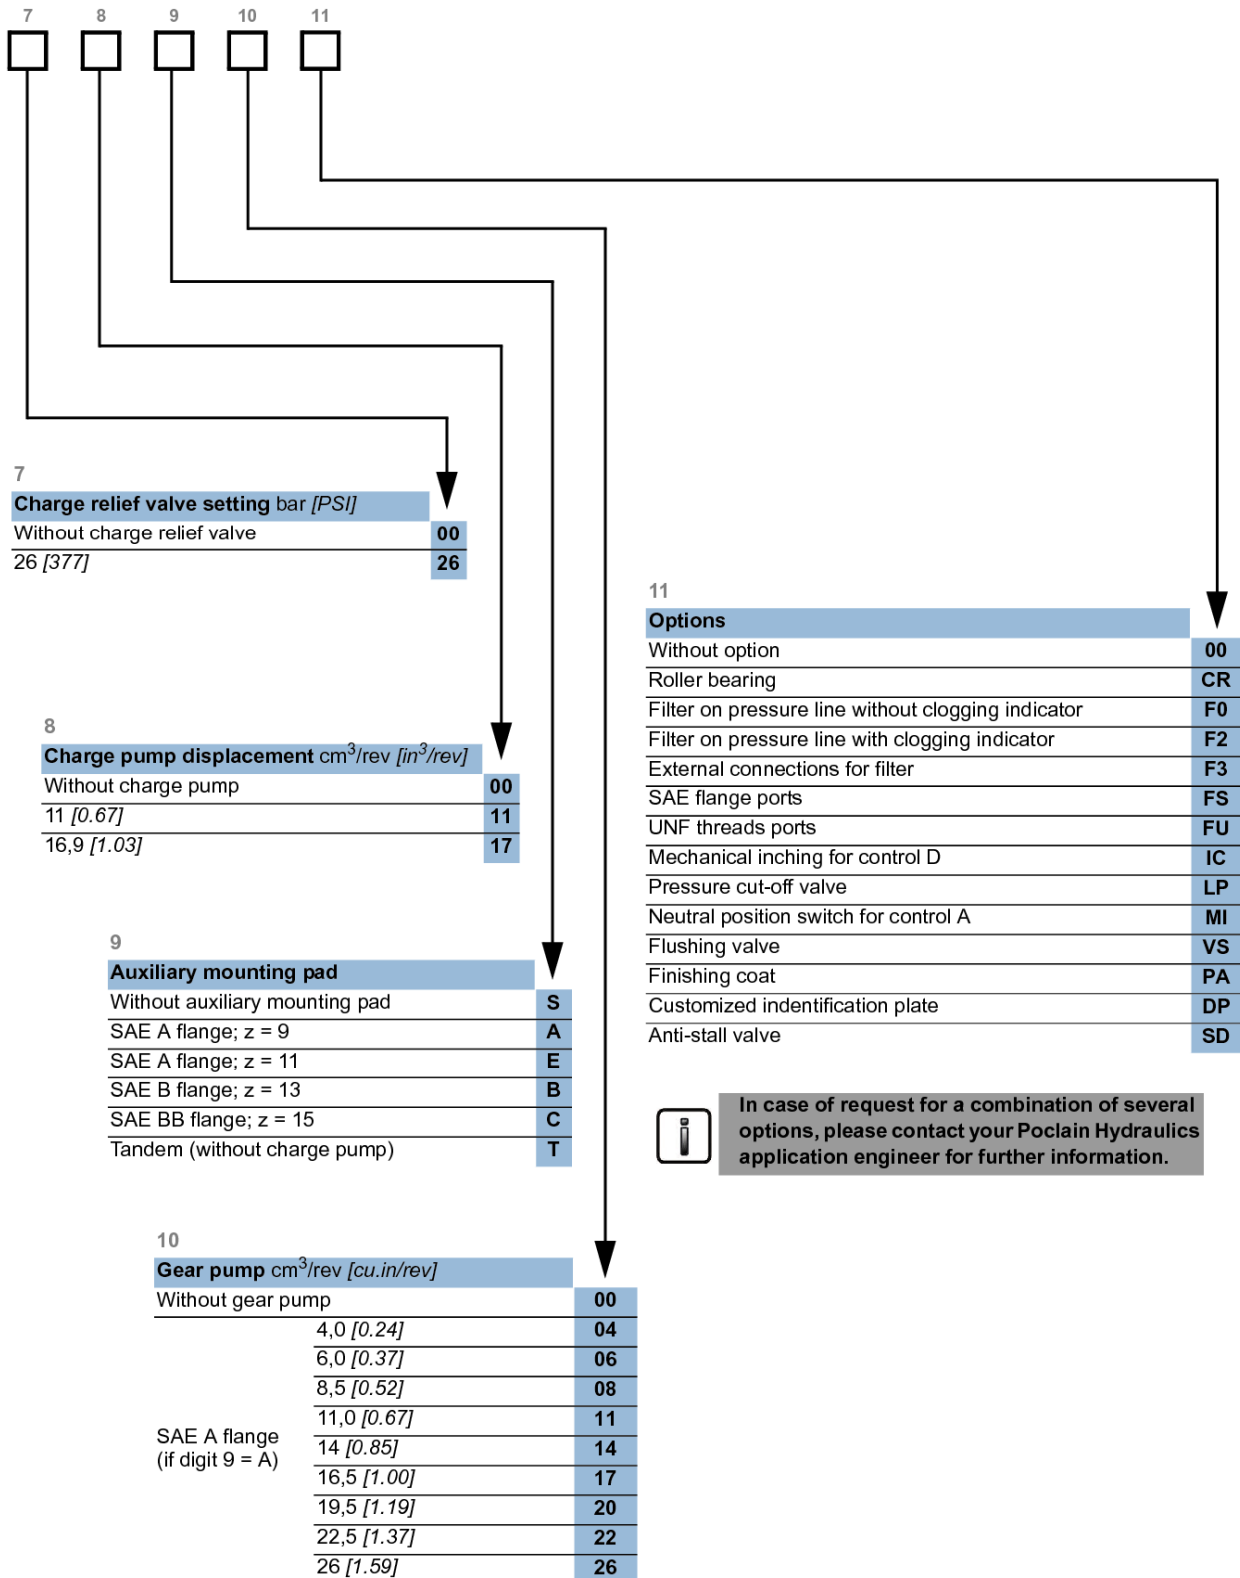 7 8 9 10 11
7
Charge relief valve setting bar [PSI]
Without charge relief valve 00
26 [377] 26
8
Charge pump displacement cm³/rev [in³/rev]
Without charge pump 00
11 [0.67] 11
16,9 [1.03] 17
9
Auxiliary mounting pad
Without auxiliary mounting pad S
SAE A flange; z = 9 A
SAE A flange; z = 11 E
SAE B flange; z = 13 B
SAE BB flange; z = 15 C
Tandem (without charge pump) T
10
Gear pump cm³/rev [cu.in/rev]
Without gear pump 00
SAE A flange
(if digit 9 = A)
4,0 [0.24] 04
6,0 [0.37] 06
8,5 [0.52] 08
11,0 [0.67] 11
14 [0.85] 14
16,5 [1.00] 17
19,5 [1.19] 20
22,5 [1.37] 22
26 [1.59] 26
11
Options
Without option 00
Roller bearing CR
Filter on pressure line without clogging indicator F0
Filter on pressure line with clogging indicator F2
External connections for filter F3
SAE flange ports FS
UNF threads ports FU
Mechanical inching for control D IC
Pressure cut-off valve LP
Neutral position switch for control A MI
Flushing valve VS
Finishing coat PA
Customized indentification plate DP
Anti-stall valve SD
i
In case of request for a combination of several
options, please contact your Poclain Hydraulics
application engineer for further information.